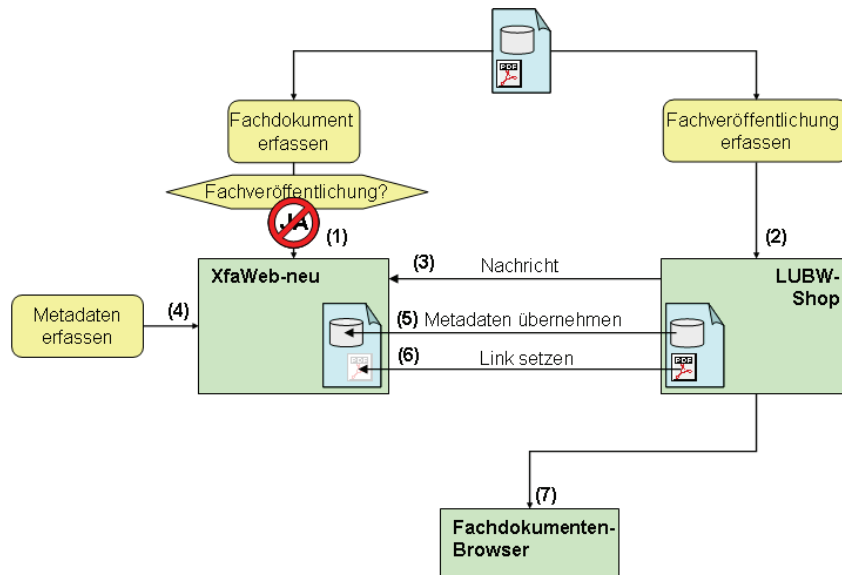 PDF
Fachdokument
erfassen
Fachveröffentlichung
erfassen
Fachveröffentlichung?
JA
(1)
(2)
XfaWeb-neu
(3)
Nachricht
LUBW-
Shop
Metadaten
erfassen
(4)
(5) Metadaten übernehmen
(6) Link setzen
PDF
PDF
(7)
Fachdokumenten-
Browser